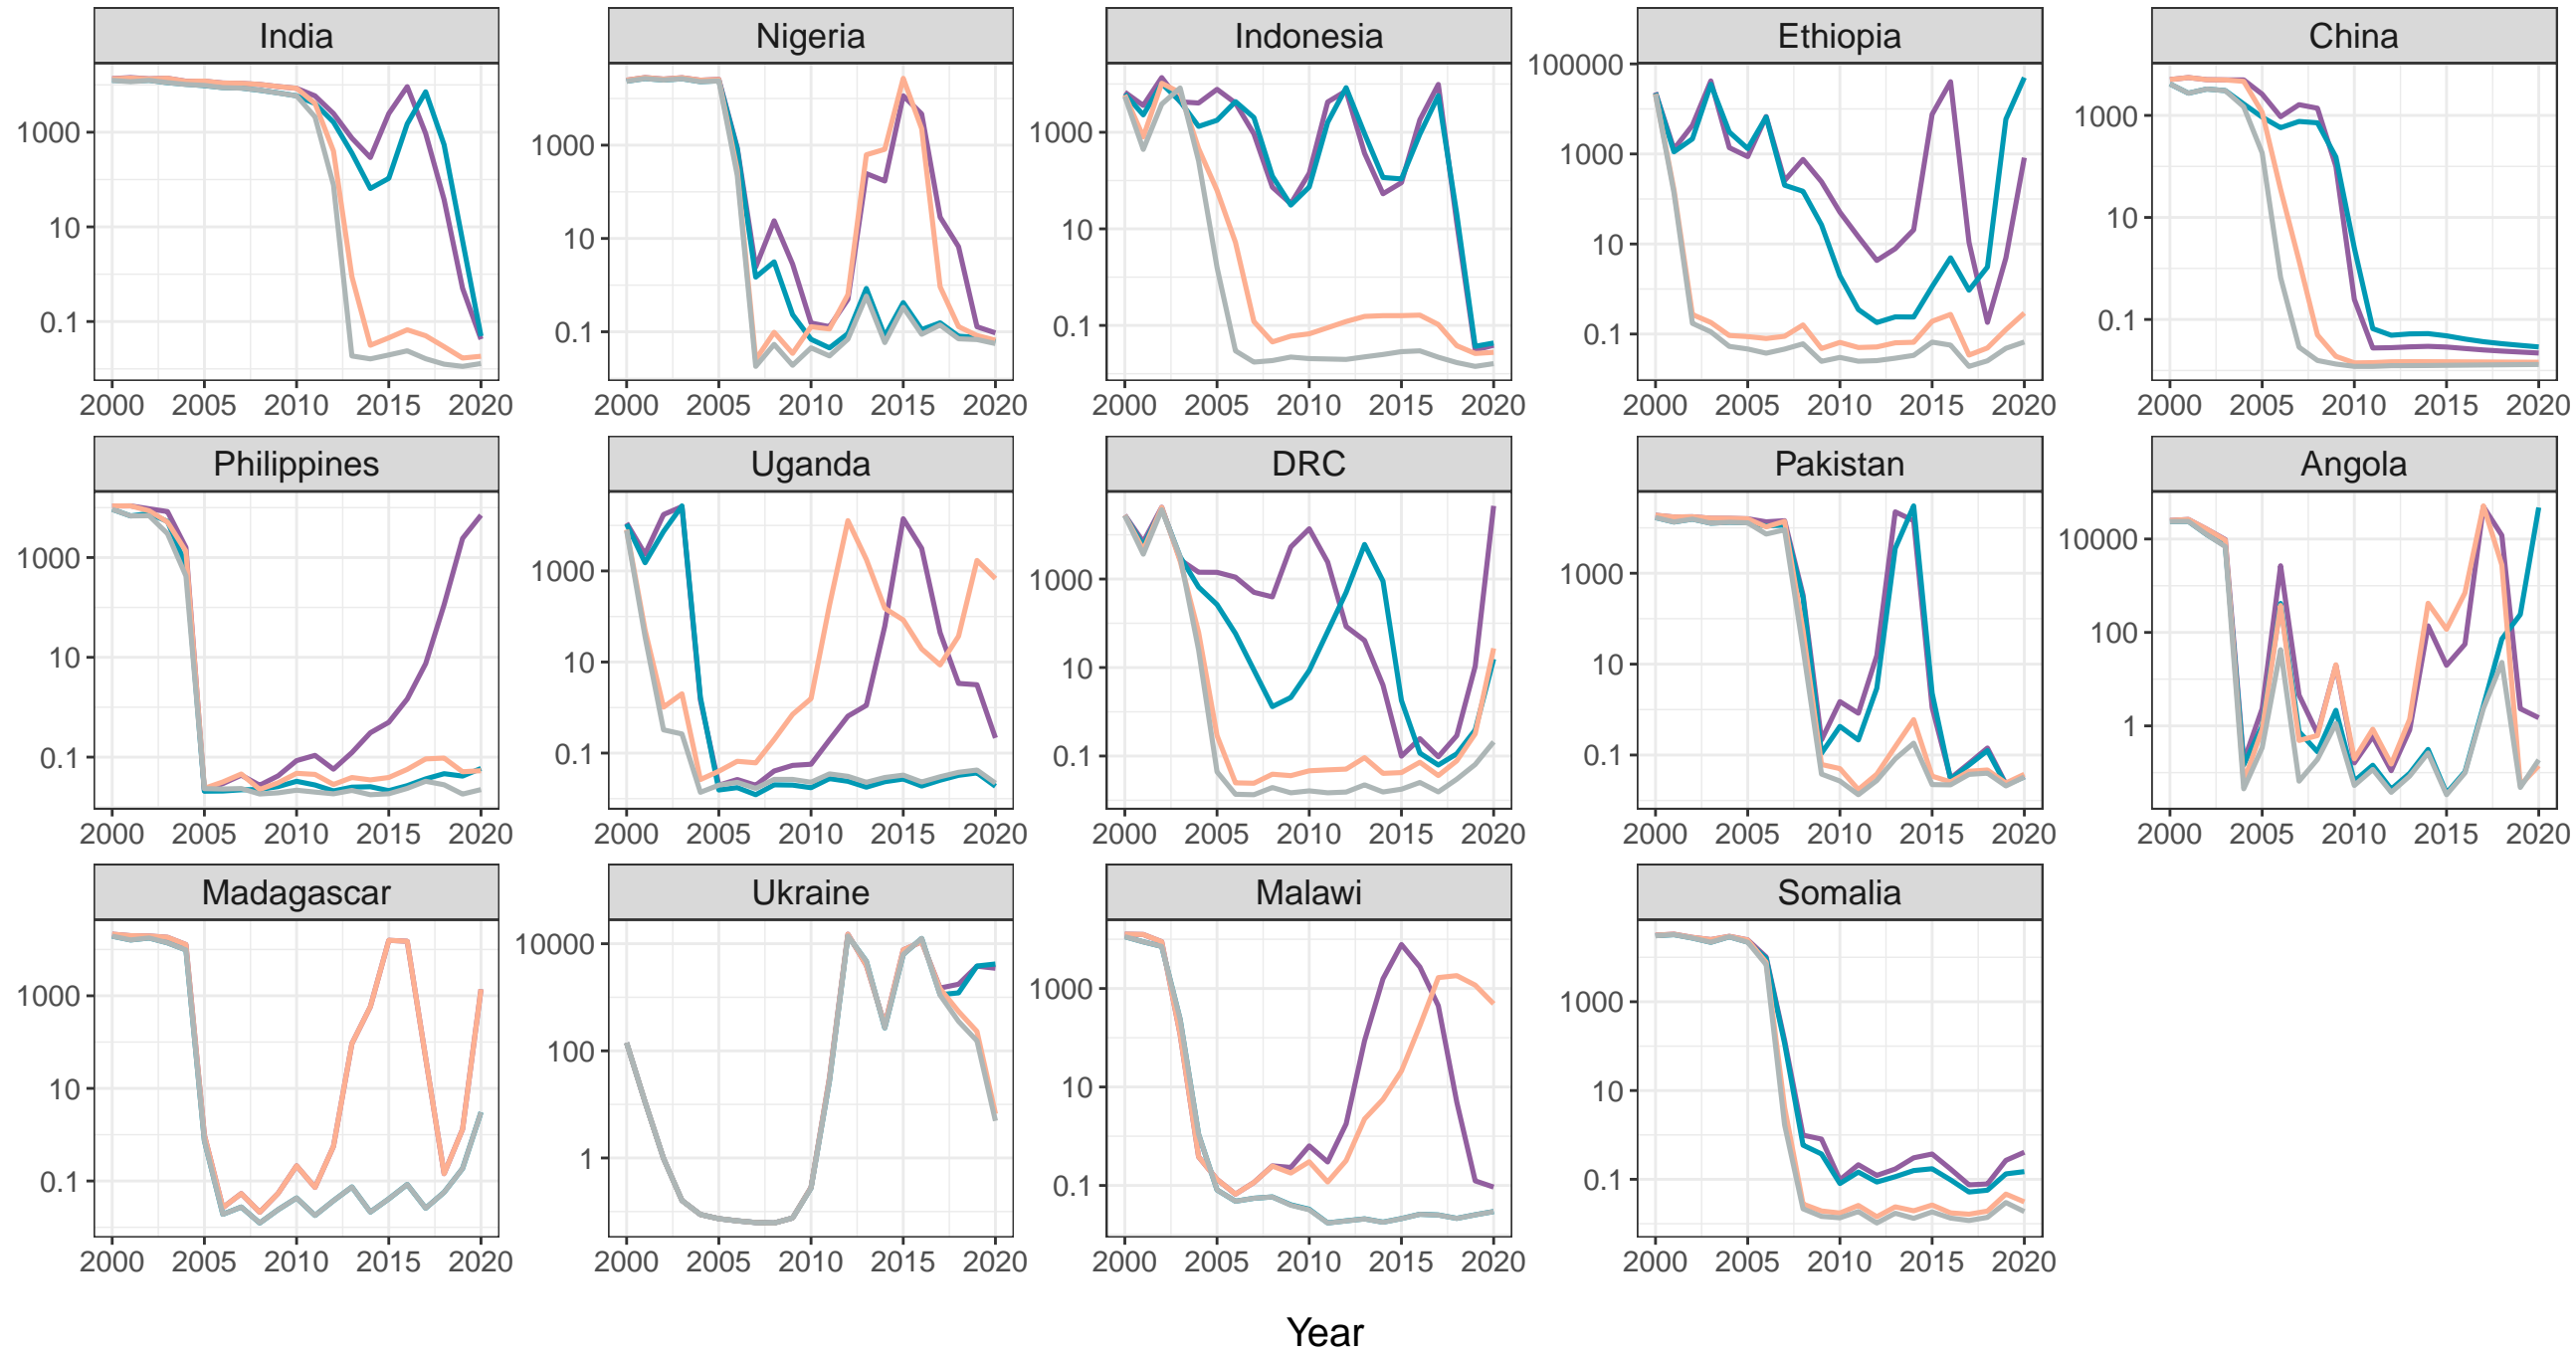 India Nigeria Indonesia Ethiopia China
1000 10 0.1
1000 10 0.1
1000 10 0.1
100000 1000 10 0.1
1000 10 0.1
2000 2005 2010 2015 2020 2000 2005 2010 2015 2020 2000 2005 2010 2015 2020 2000 2005 2010 2015 2020 2000 2005 2010 2015 2020
Philippines Uganda DRC Pakistan Angola
1000 10 0.1
1000 10 0.1
1000 10 0.1
1000 10 0.1
10000 100 1
2000 2005 2010 2015 2020 2000 2005 2010 2015 2020 2000 2005 2010 2015 2020 2000 2005 2010 2015 2020 2000 2005 2010 2015 2020
Madagascar Ukraine Malawi Somalia
1000 10 0.1
10000 100 1
1000 10 0.1
1000 10 0.1
2000 2005 2010 2015 2020 2000 2005 2010 2015 2020 2000 2005 2010 2015 2020 2000 2005 2010 2015 2020
Year